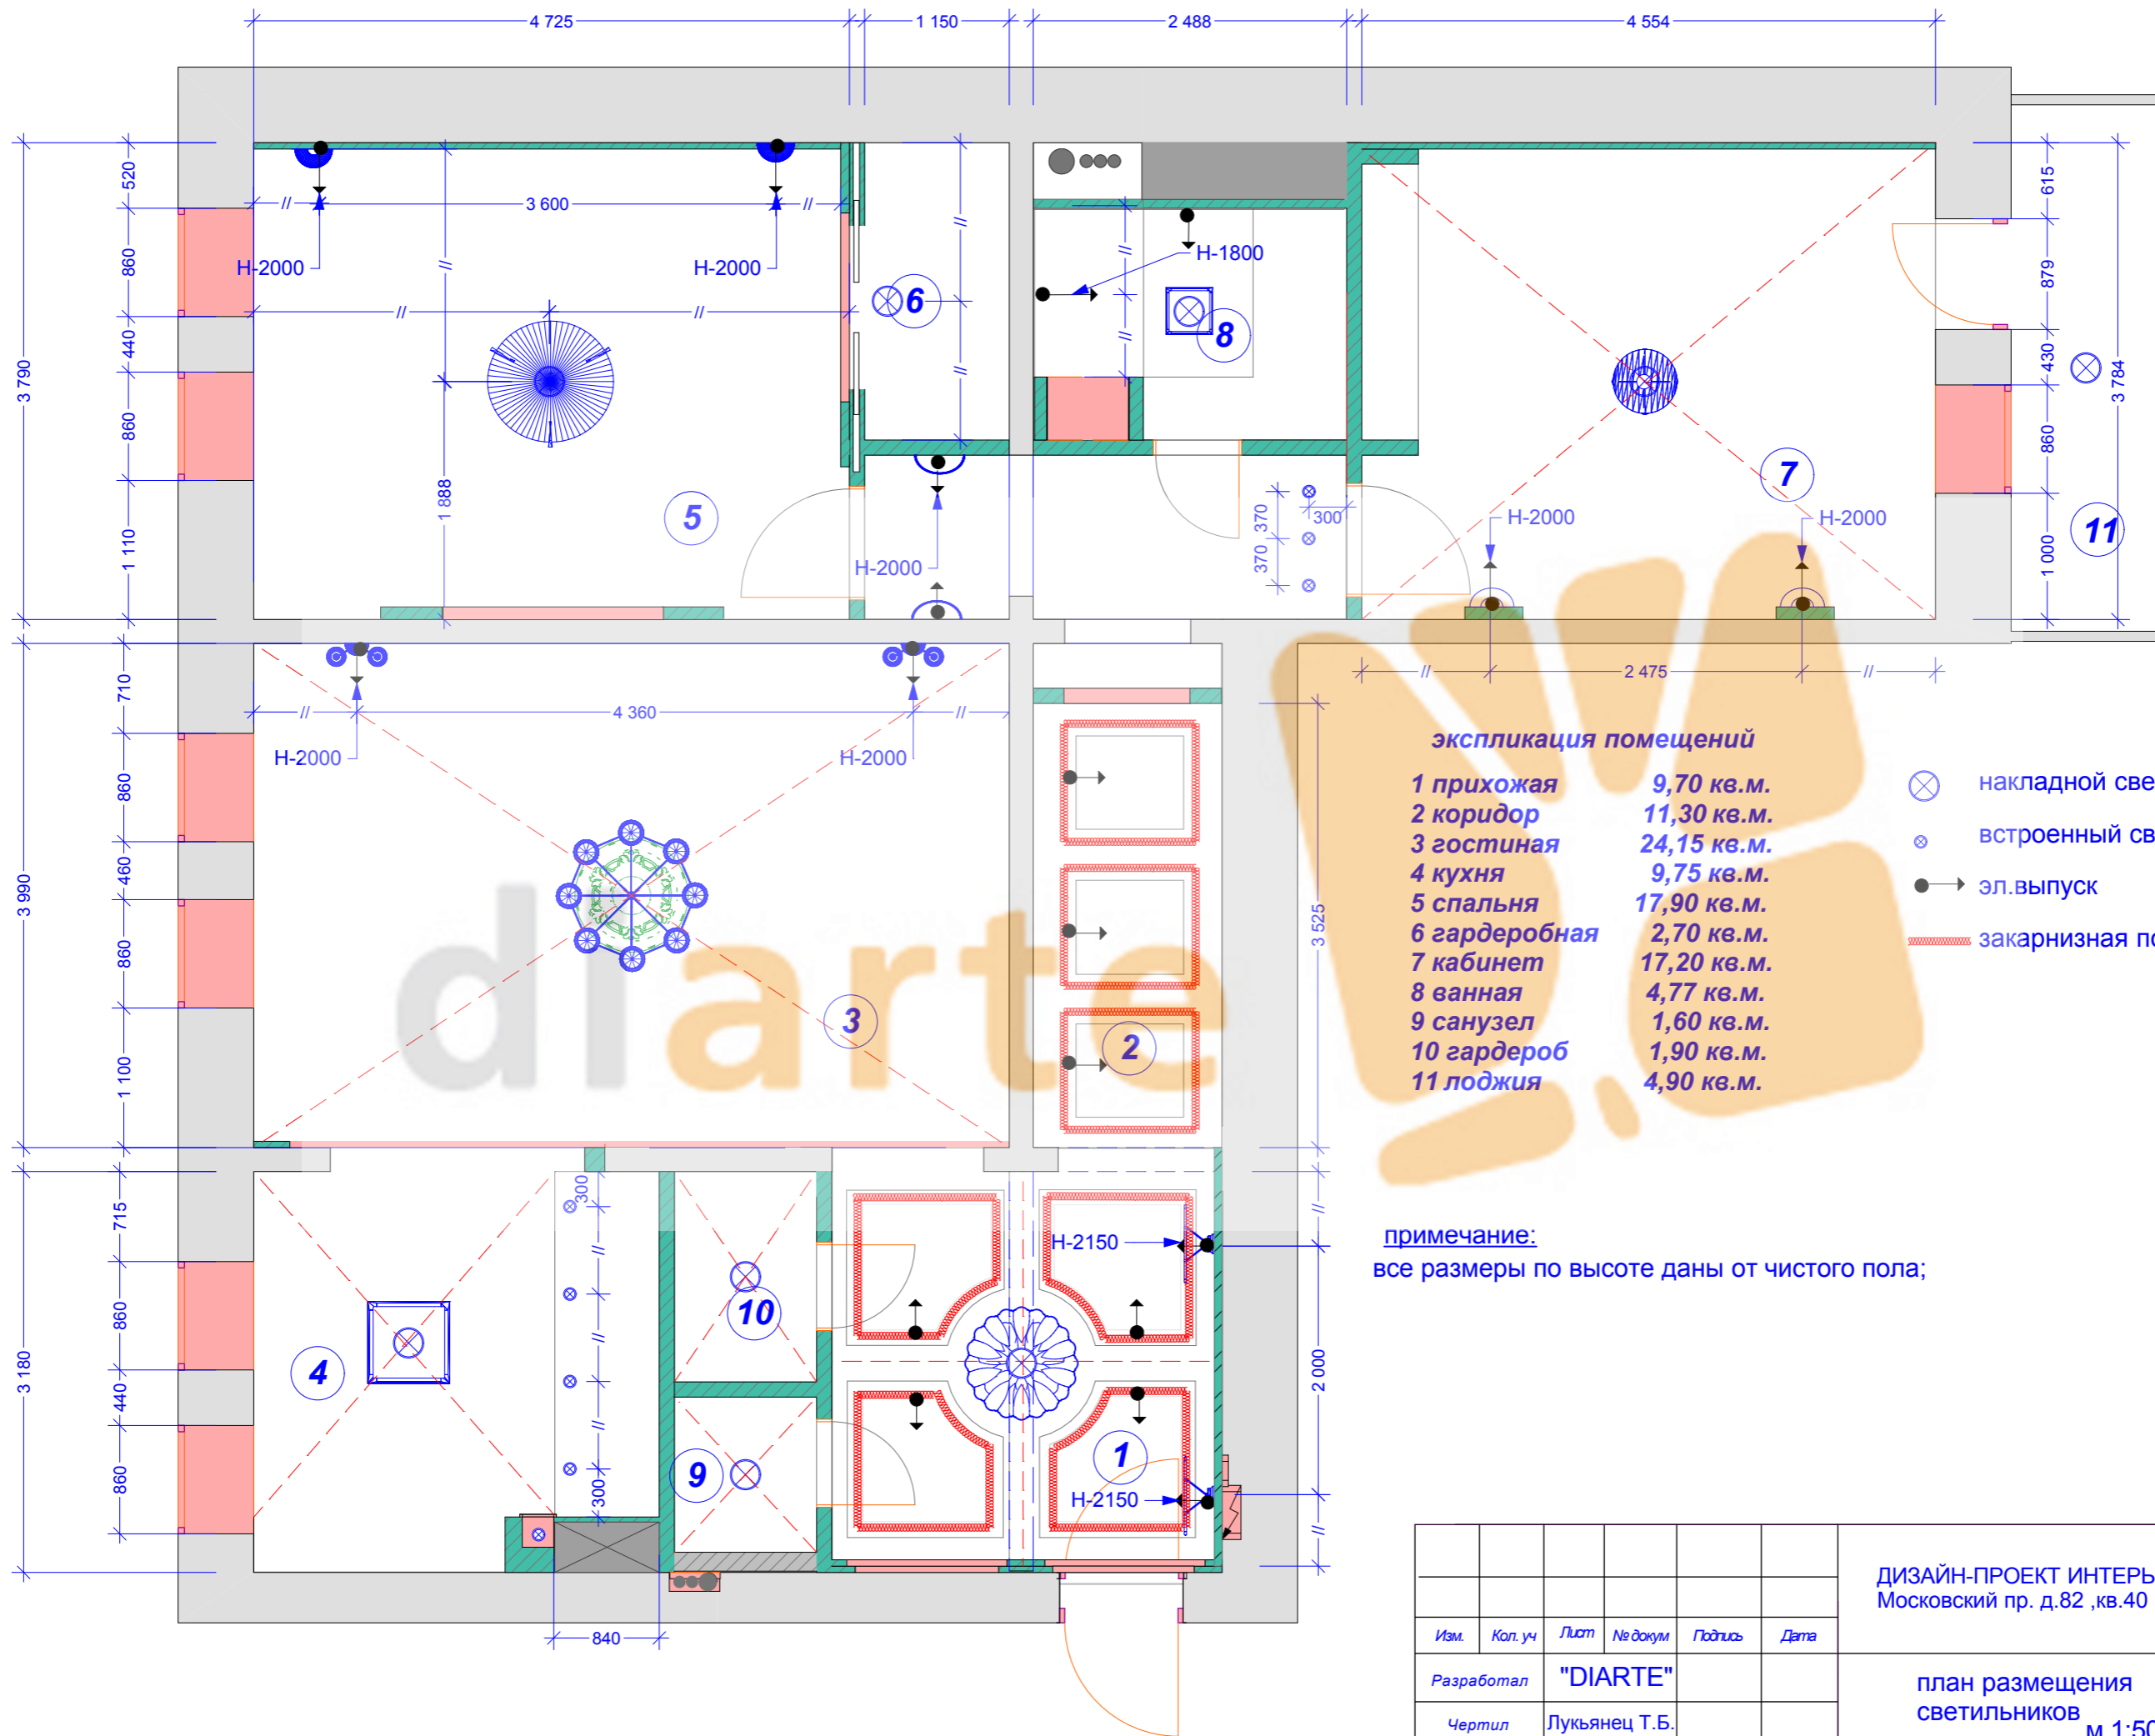 4 725
1 150
2 488
4 554
3 790
520
860
440
860
1 110
3 600
H-2000
H-2000
1 888
5
6
H-2000
H-1800
8
370
370
300
7
H-2000
H-2000
2 475
615
879
430
860
1 000
3 784
11
3 990
710
860
460
860
1 100
4 360
H-2000
H-2000
3
2
3 525
diarte
экспликация помещений
1 прихожая 9,70 кв.м.
2 коридор 11,30 кв.м.
3 гостиная 24,15 кв.м.
4 кухня 9,75 кв.м.
5 спальня 17,90 кв.м.
6 гардеробная 2,70 кв.м.
7 кабинет 17,20 кв.м.
8 ванная 4,77 кв.м.
9 санузел 1,60 кв.м.
10 гардероб 1,90 кв.м.
11 лоджия 4,90 кв.м.
накладной све
встроенный св
эл.выпуск
закарнизная по
примечание:
все размеры по высоте даны от чистого пола;
3 180
715
860
440
860
4
300
300
840
10
9
H-2150
H-2150
1
2 000
ДИЗАЙН-ПРОЕКТ ИНТЕРЬ
Московский пр. д.82 ,кв.40
Изм. Кол. уч Лист № докум Подпись Дата
Разработал "DIARTE"
Чертил Лукьянец Т.Б.
план размещения
светильников
м 1:50